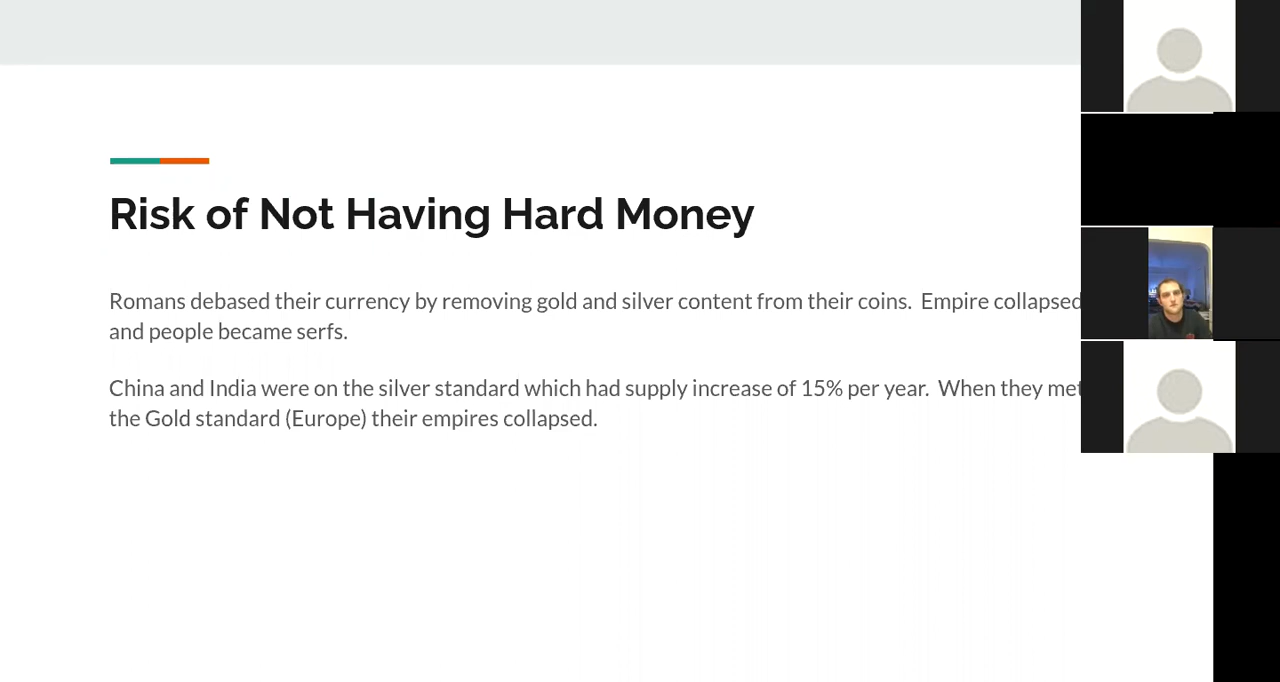 Risk of Not Having Hard Money
Romans debased their currency by removing gold and silver content from their coins.  Empire collapsed
and people became serfs.
China and India were on the silver standard which had supply increase of 15% per year.  When they met
the Gold standard (Europe) their empires collapsed.